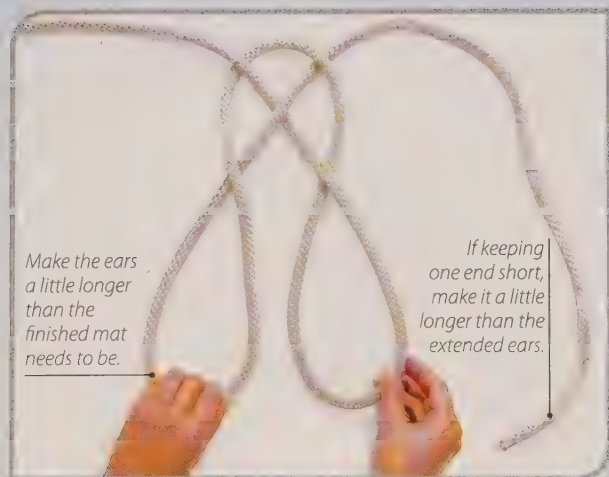 Make the ears
a little longer
than the
finished mat
needs to be.
If keeping
one end short,
make it a little
longer than the
extended ears.